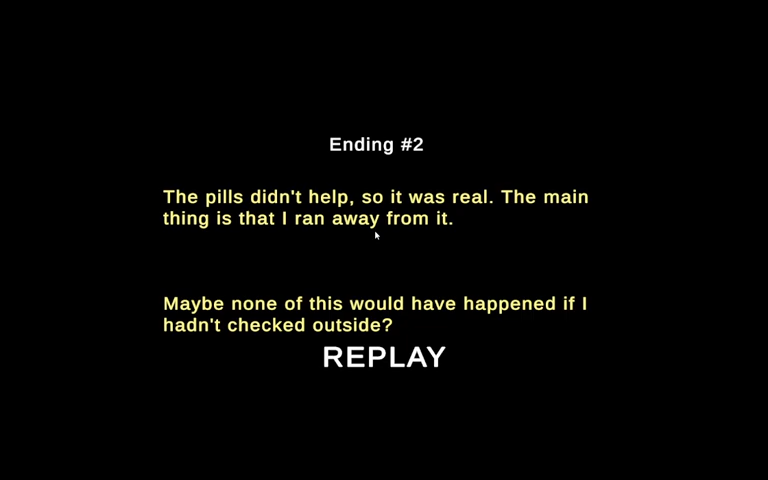 Ending #2
The pills didn't help, so it was real. The main
thing is that I ran away from it.
Maybe none of this would have happened if I
hadn't checked outside?
REPLAY